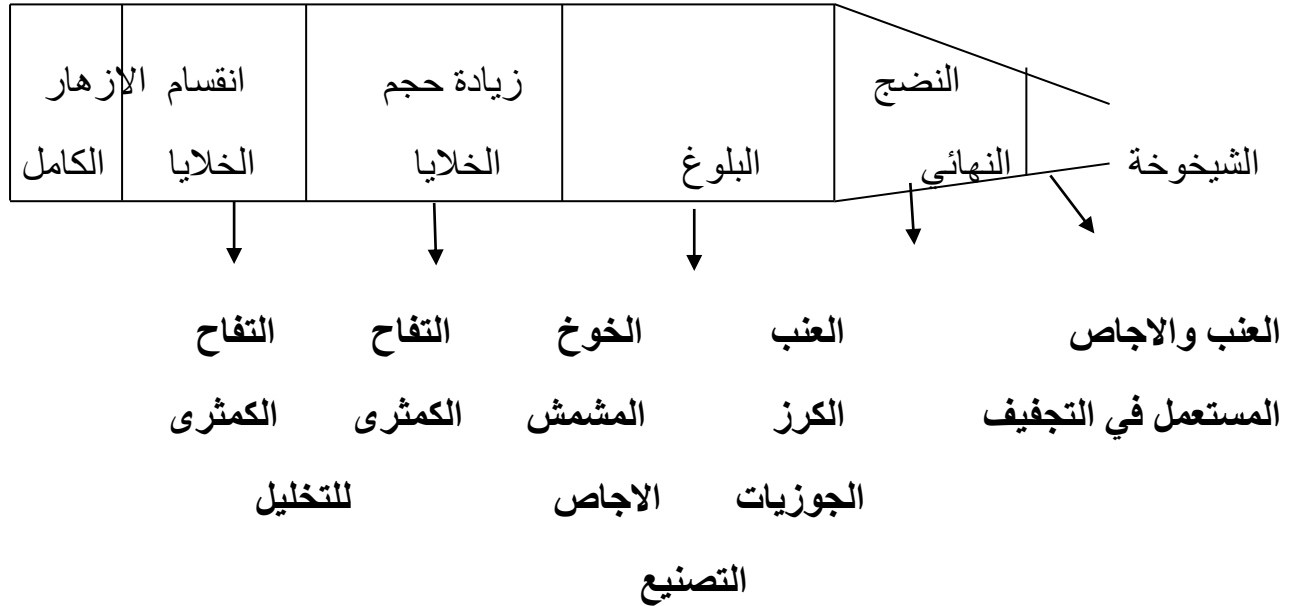 الازهار انقسام زيادة حجم النضج
الكامل الخلايا الخلايا البلوغ النهائي الشيخوخة
التفاح التفاح الخوخ العنب العنب والاجاص
الكمثرى الكمثرى المشمش الكرز المستعمل في التجفيف
للتخليل الاجاص الجوزيات
التصنيع